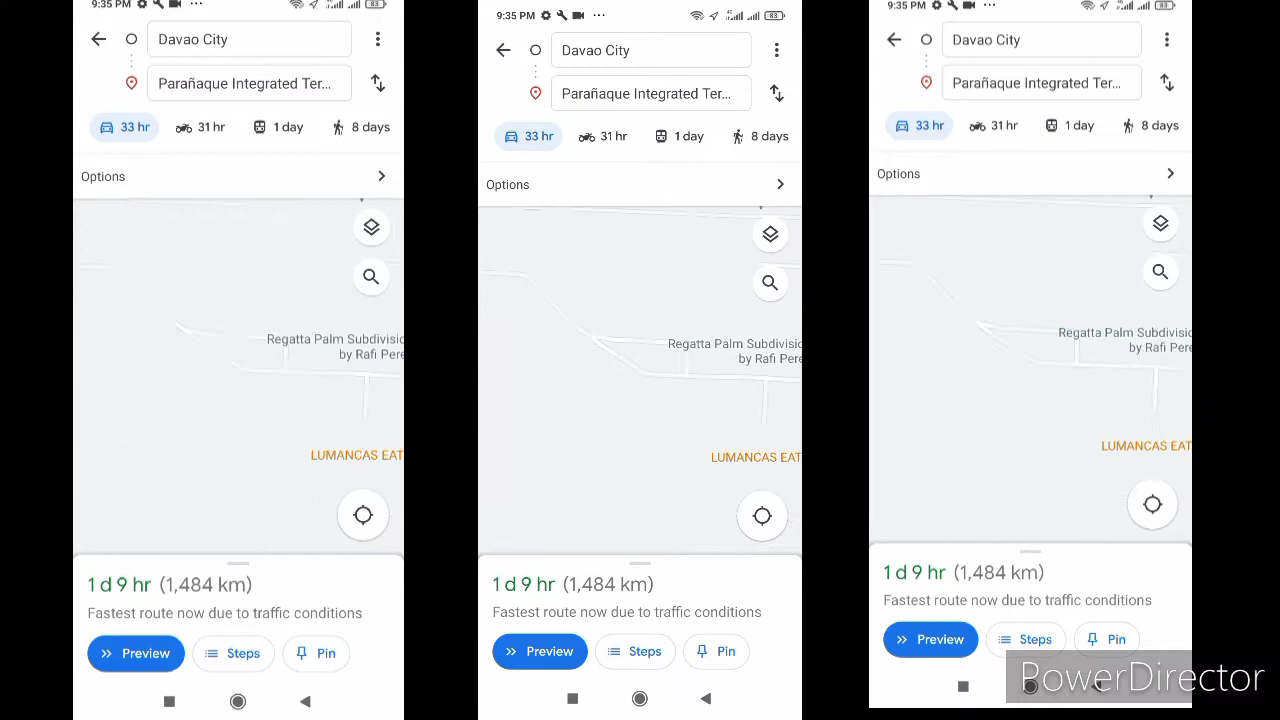 9:35 PM ...
Davao City
Parañaque Integrated Ter...
33 hr 31 hr 1 day 8 days
Options
Regatta Palm Subdivisio
by Rafi Pere
LUMANCAS EAT
1 d 9 hr (1,484 km)
Fastest route now due to traffic conditions
Preview Steps Pin
9:35 PM ... 83
Davao City
Parañaque Integrated Ter...
33 hr 31 hr 1 day 8 days
Options
Regatta Palm Subdivisio
by Rafi Pere
LUMANCAS EAT
1 d 9 hr (1,484 km)
Fastest route now due to traffic conditions
Preview Steps Pin
9:35 PM ... 83
Davao City
Parañaque Integrated Ter...
33 hr 31 hr 1 day 8 days
Options
Regatta Palm Subdivisio
by Rafi Pere
LUMANCAS EAT
1 d 9 hr (1,484 km)
Fastest route now due to traffic conditions
Preview Steps Pin
PowerDirector